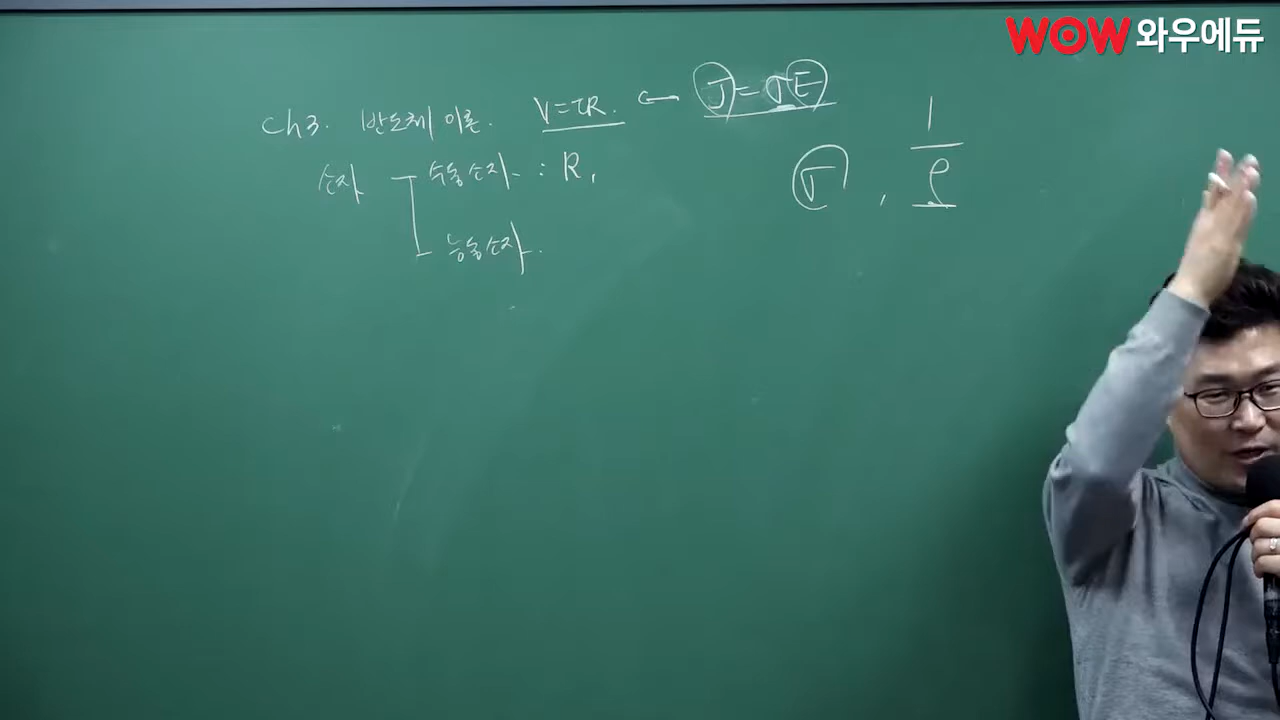 WOW 와우에듀
Ch3. 반도체 이론. V=IR. ← J=σE
소자 수동소자 : R,
능동소자.
σ , 1/ρ